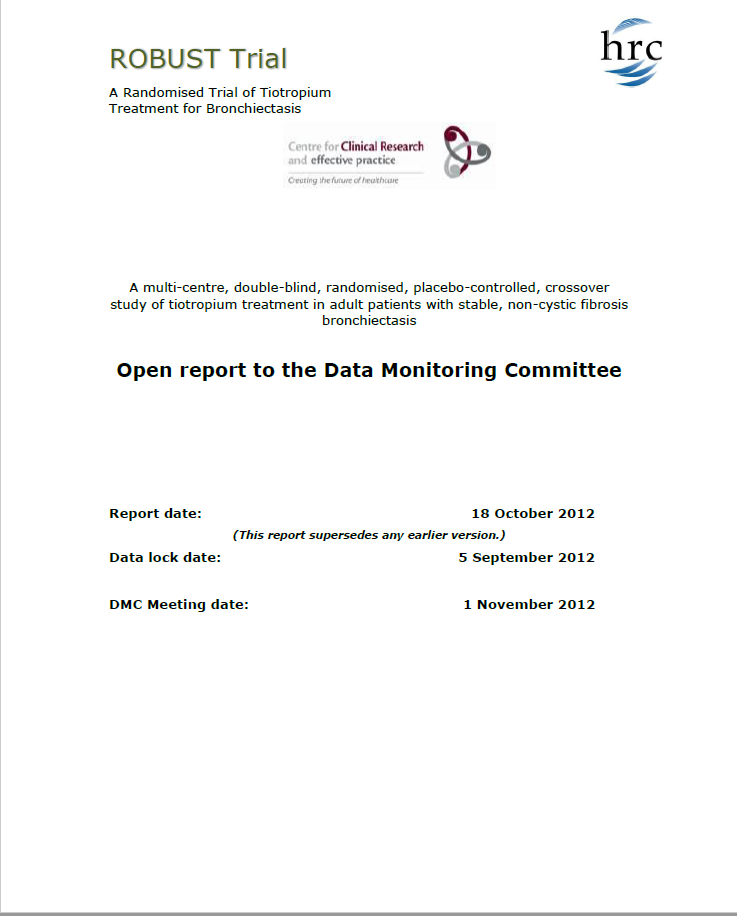 ROBUST Trial
hrc
A Randomised Trial of Tiotropium
Treatment for Bronchiectasis
Centre for Clinical Research
and effective practice
Creating the future of healthcare
A multi-centre, double-blind, randomised, placebo-controlled, crossover
study of tiotropium treatment in adult patients with stable, non-cystic fibrosis
bronchiectasis
Open report to the Data Monitoring Committee
Report date: 18 October 2012
(This report supersedes any earlier version.)
Data lock date: 5 September 2012
DMC Meeting date: 1 November 2012